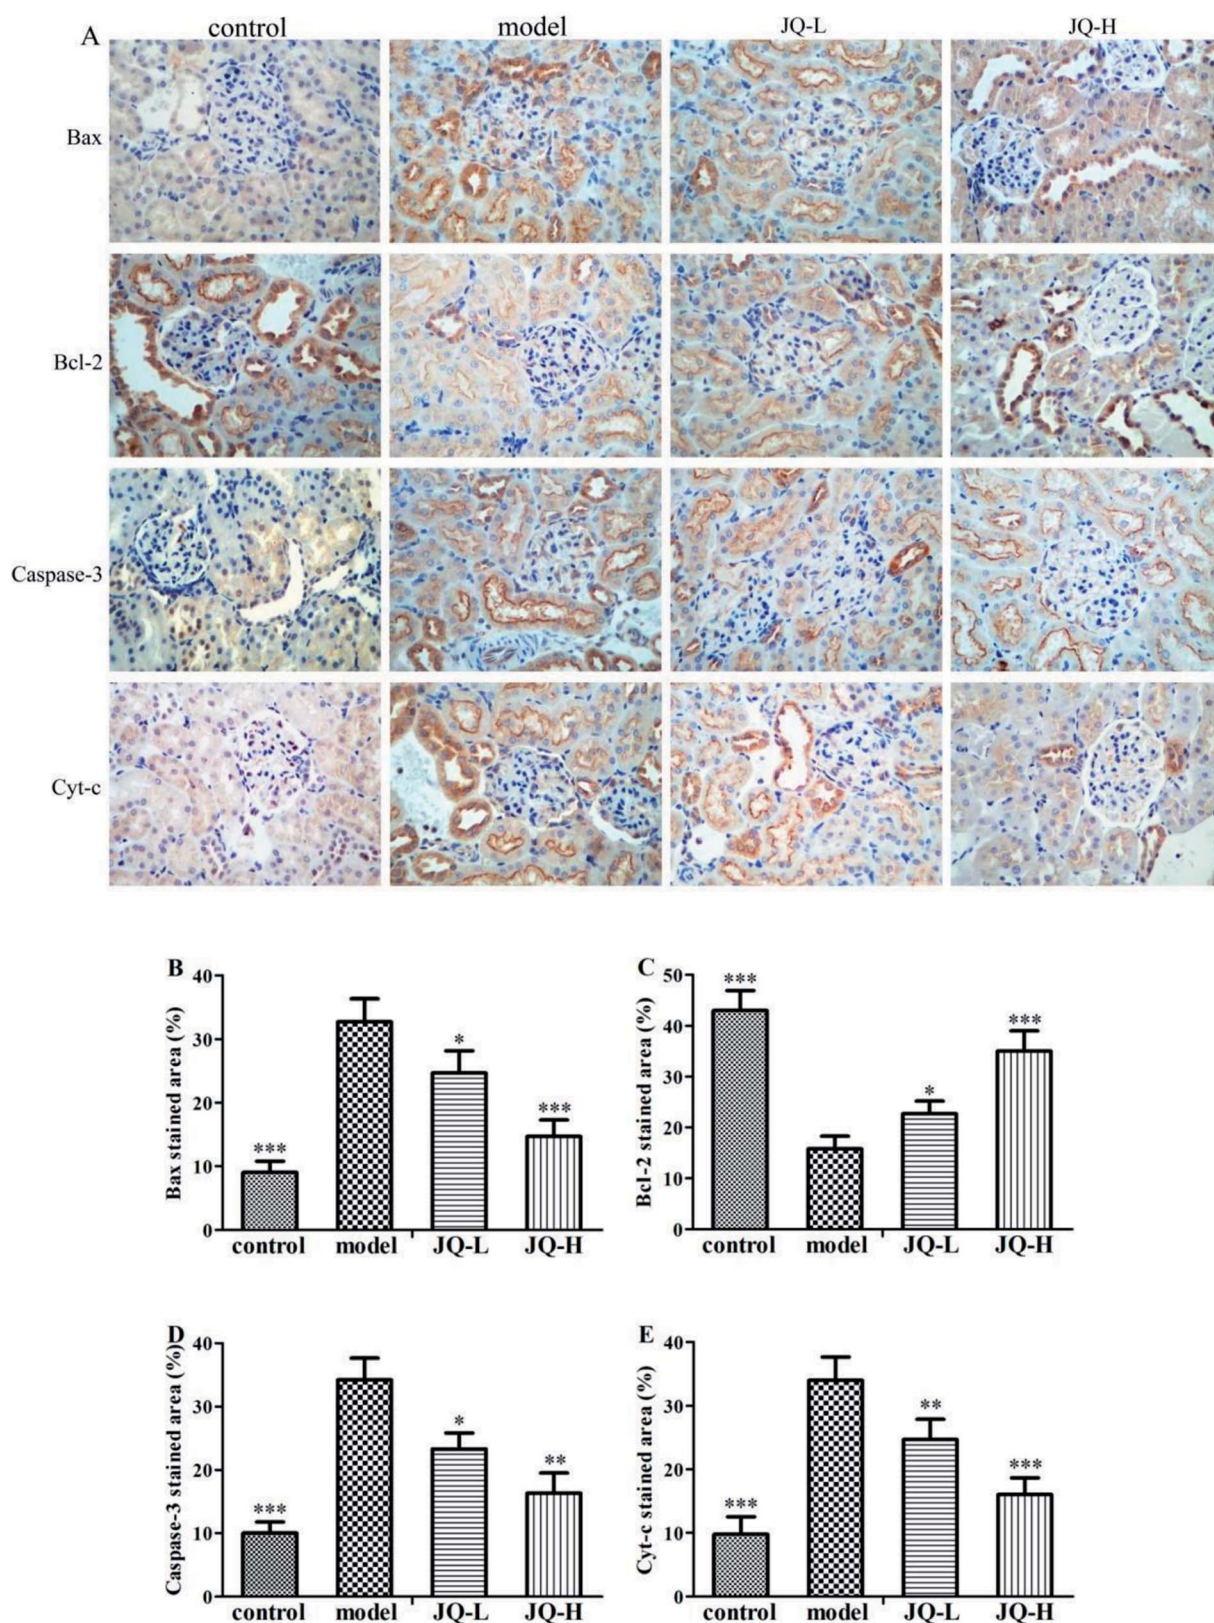 A
control model JQ-L JQ-H
Bax
Bcl-2
Caspase-3
Cyt-c
B
Bax stained area (%)
40
30
20
10
0
***
*
***
control model JQ-L JQ-H
C
Bcl-2 stained area (%)
50
40
30
20
10
0
***
*
***
control model JQ-L JQ-H
D
Caspase-3 stained area (%)
40
30
20
10
0
***
*
**
control model JQ-L JQ-H
E
Cyt-c stained area (%)
40
30
20
10
0
***
**
***
control model JQ-L JQ-H